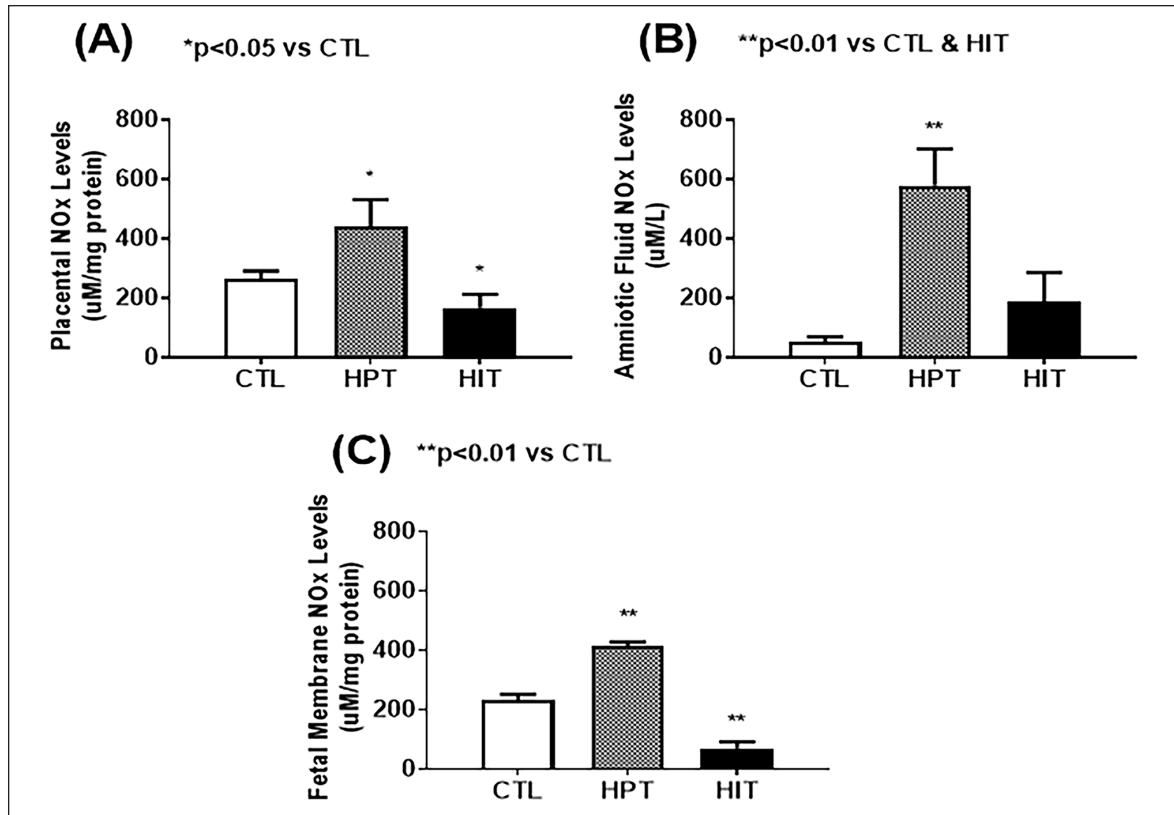 (A)
*p<0.05 vs CTL
Placental NOx Levels
(uM/mg protein)
800
600
400
200
0
*
*
CTL HPT HIT
(B)
**p<0.01 vs CTL & HIT
Amniotic Fluid NOx Levels
(uM/L)
800
600
400
200
0
**
CTL HPT HIT
(C)
**p<0.01 vs CTL
Fetal Membrane NOx Levels
(uM/mg protein)
800
600
400
200
0
**
**
CTL HPT HIT